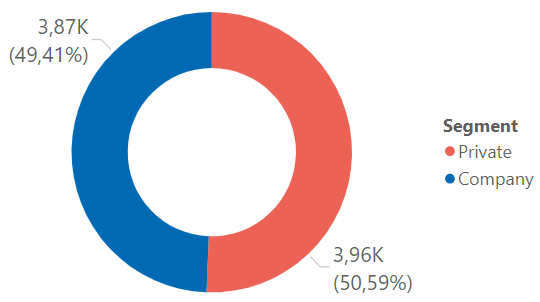 3,87K
(49,41%)
Segment
Private
Company
3,96K
(50,59%)